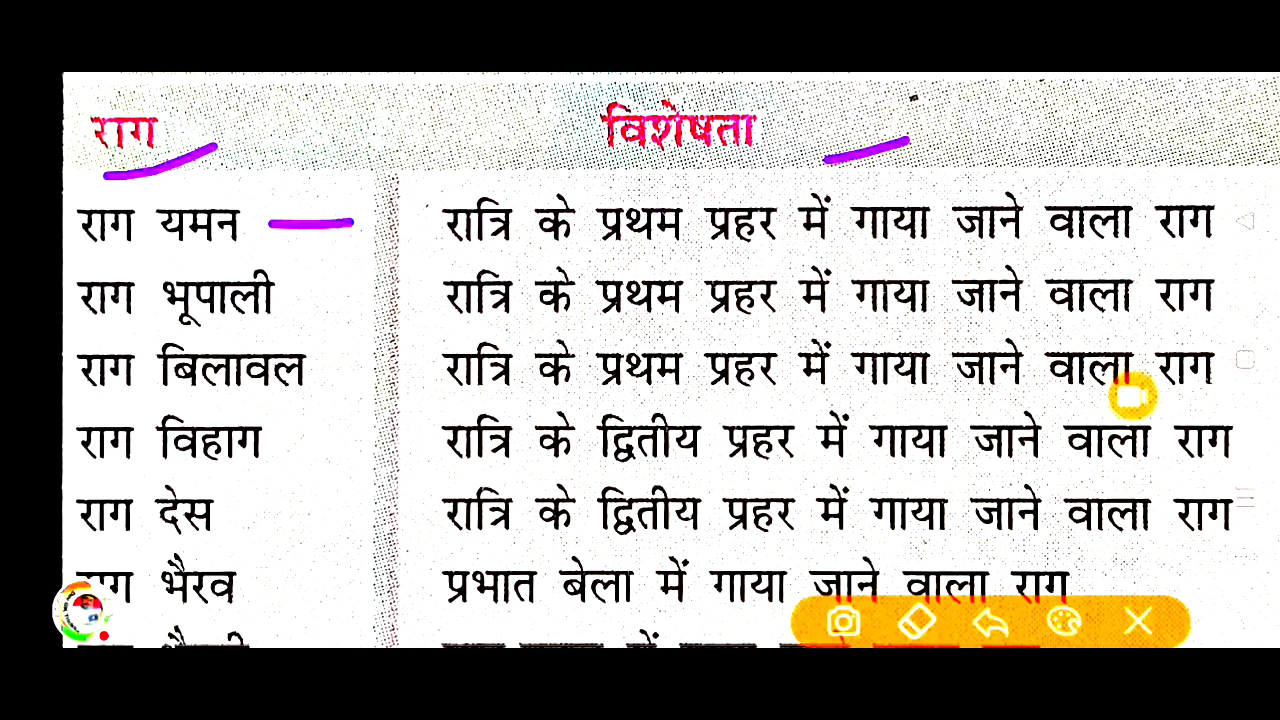 राग विशेषता
राग यमन रात्रि के प्रथम प्रहर में गाया जाने वाला राग
राग भूपाली रात्रि के प्रथम प्रहर में गाया जाने वाला राग
राग बिलावल रात्रि के प्रथम प्रहर में गाया जाने वाला राग
राग विहाग रात्रि के द्वितीय प्रहर में गाया जाने वाला राग
राग देस रात्रि के द्वितीय प्रहर में गाया जाने वाला राग
राग भैरव प्रभात बेला में गाया जाने वाला राग